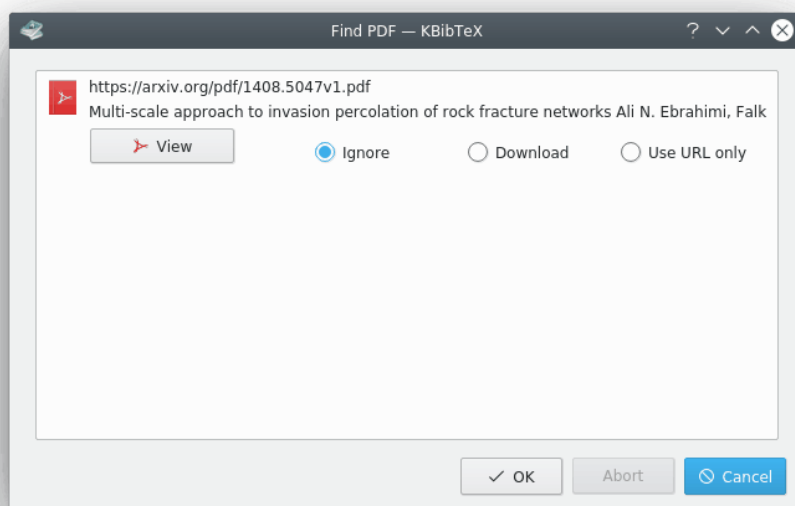 Find PDF — KBibTeX
https://arxiv.org/pdf/1408.5047v1.pdf
Multi-scale approach to invasion percolation of rock fracture networks Ali N. Ebrahimi, Falk
View
Ignore
Download
Use URL only
OK
Abort
Cancel